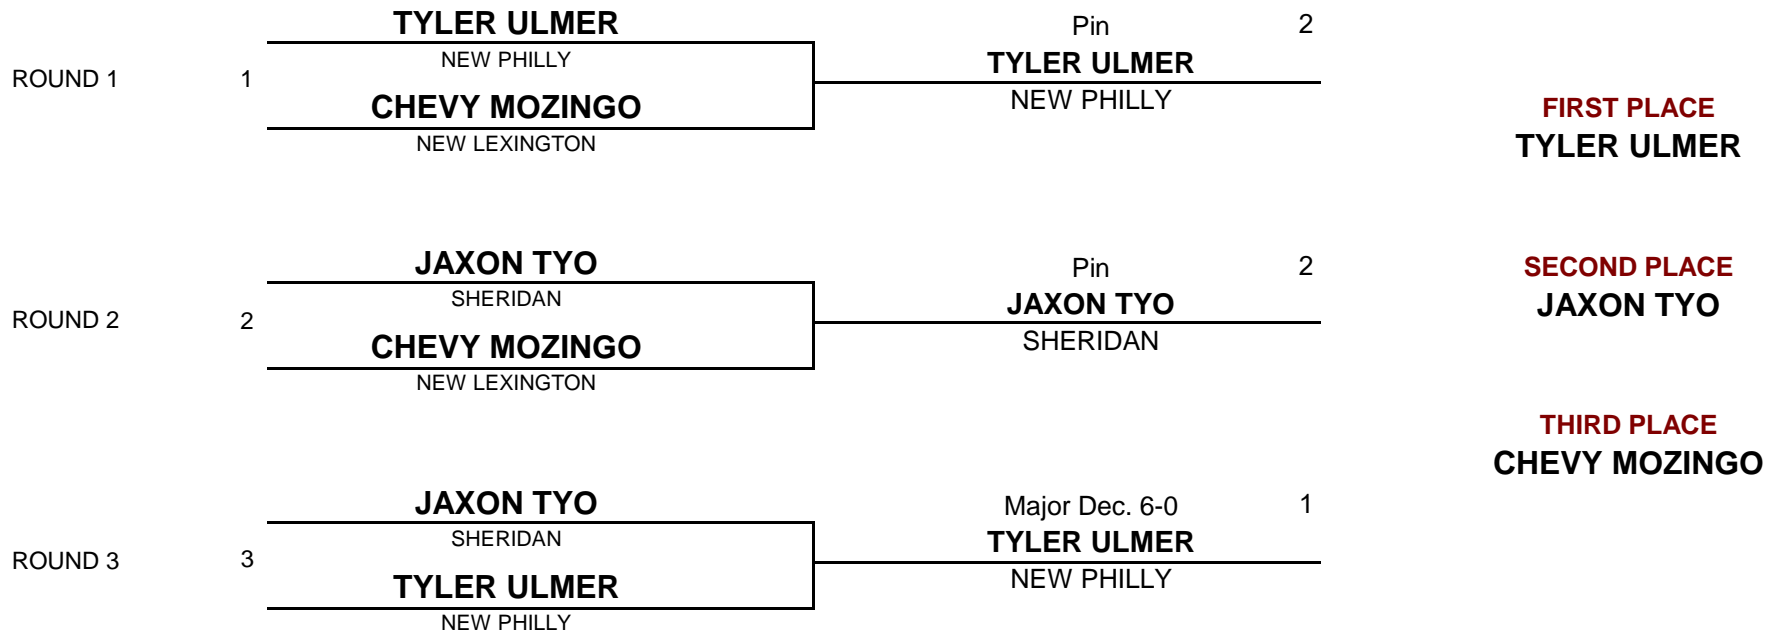 TYLER ULMER
NEW PHILLY
ROUND 1
1
CHEVY MOZINGO
NEW LEXINGTON
Pin
2
TYLER ULMER
NEW PHILLY
JAXON TYO
SHERIDAN
ROUND 2
2
CHEVY MOZINGO
NEW LEXINGTON
Pin
2
JAXON TYO
SHERIDAN
JAXON TYO
SHERIDAN
ROUND 3
3
TYLER ULMER
NEW PHILLY
Major Dec. 6-0
1
TYLER ULMER
NEW PHILLY
FIRST PLACE
TYLER ULMER
SECOND PLACE
JAXON TYO
THIRD PLACE
CHEVY MOZINGO